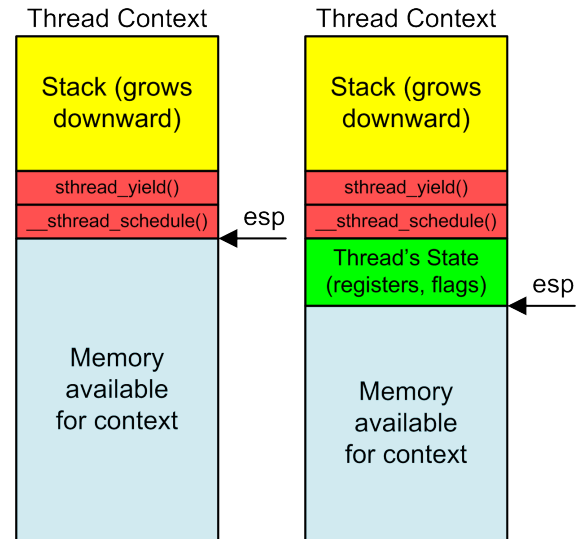 Thread Context
Stack (grows
downward)
sthread_yield()
__sthread_schedule()
esp
Memory
available
for context
Thread Context
Stack (grows
downward)
sthread_yield()
__sthread_schedule()
Thread's State
(registers, flags)
esp
Memory
available
for context